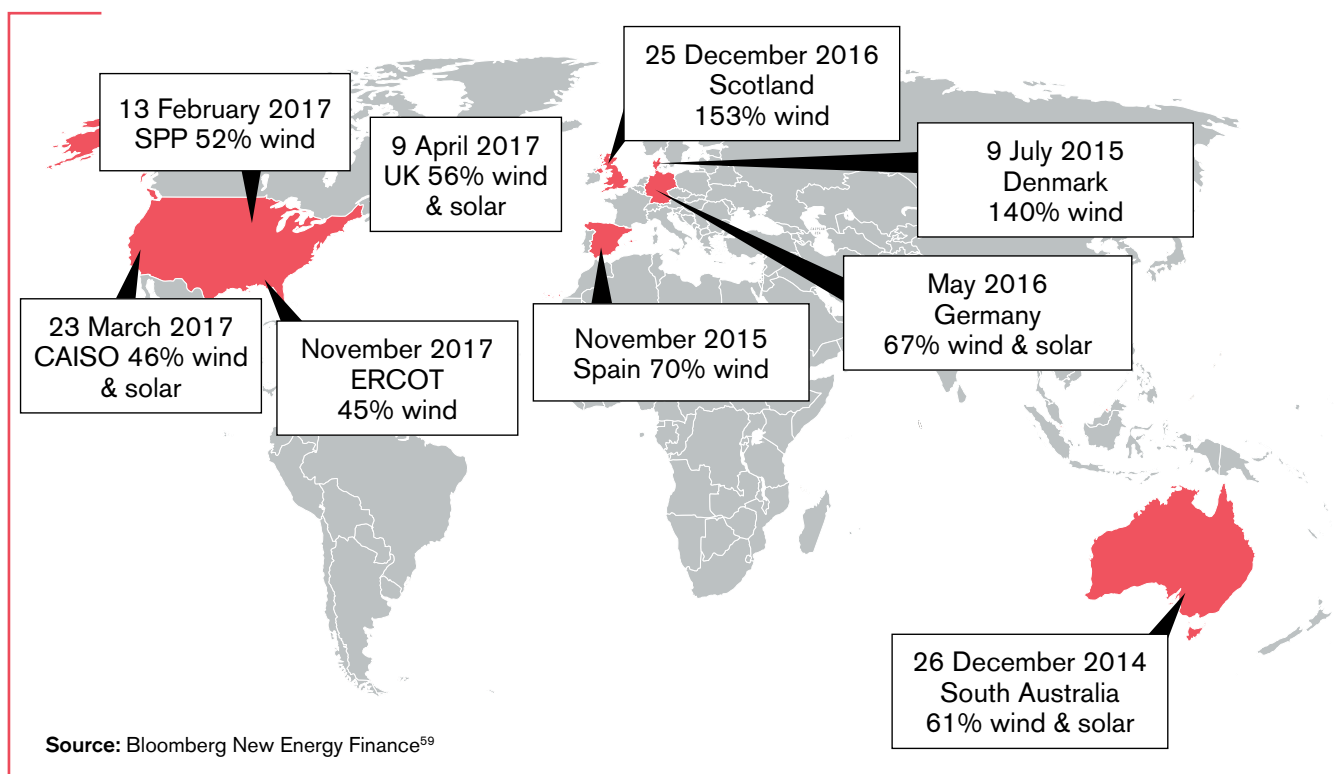 25 December 2016
Scotland
153% wind
13 February 2017
SPP 52% wind
9 April 2017
UK 56% wind
& solar
9 July 2015
Denmark
140% wind
May 2016
Germany
67% wind & solar
23 March 2017
CAISO 46% wind
& solar
November 2017
ERCOT
45% wind
November 2015
Spain 70% wind
26 December 2014
South Australia
61% wind & solar
Source: Bloomberg New Energy Finance⁵⁹